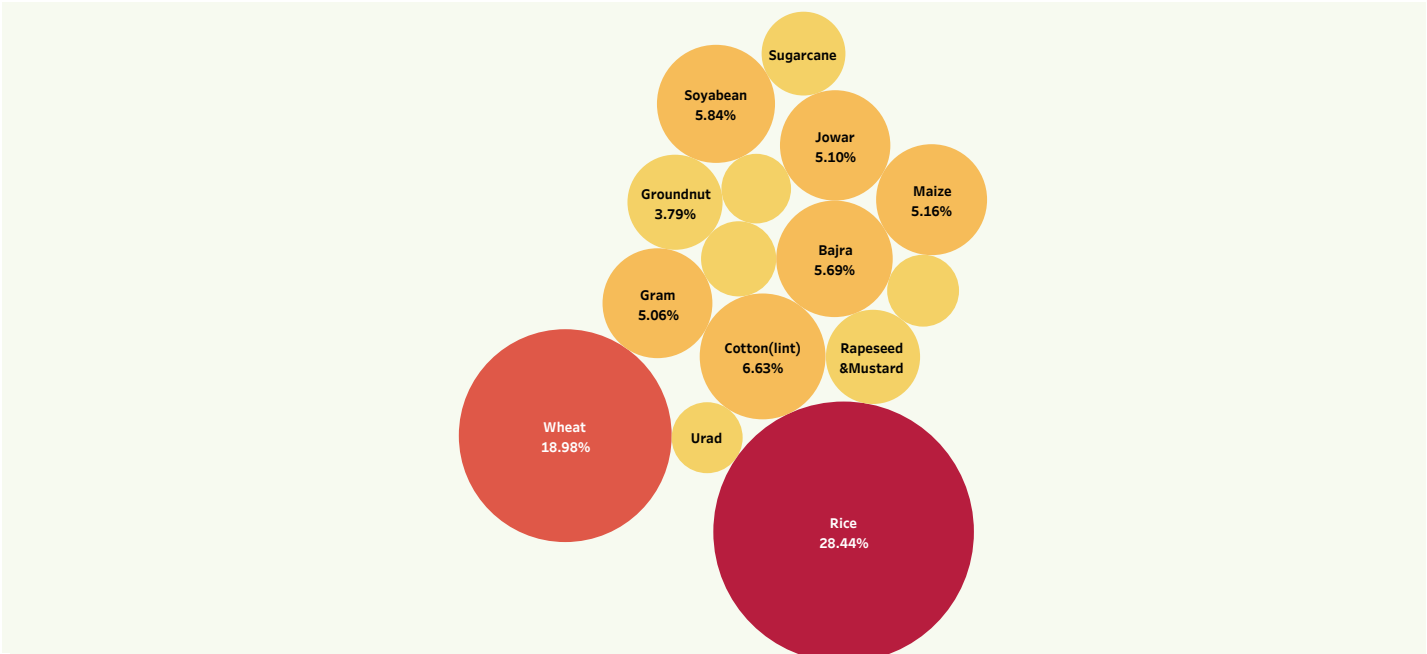 Sugarcane
Soyabean
5.84%
Jowar
5.10%
Groundnut
3.79%
Maize
5.16%
Bajra
5.69%
Gram
5.06%
Cotton(lint)
6.63%
Rapeseed
&Mustard
Wheat
18.98%
Urad
Rice
28.44%